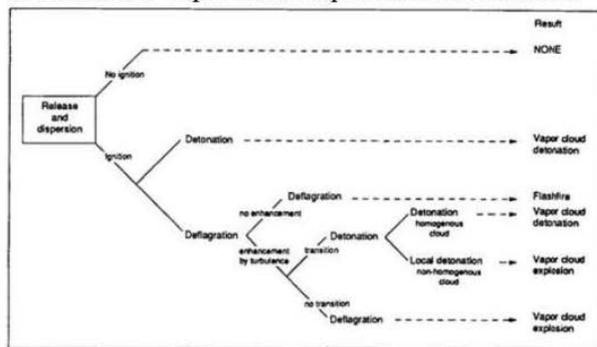 Result
NONE
No ignition
Release
and
dispersion
Ignition
Detonation
Vapor cloud
detonation
Deflagration
Flashfire
no enhancement
Deflagration
Detonation
homogenous
cloud
Vapor cloud
detonation
enhancement
by turbulence
transition
Detonation
Local detonation
non-homogenous
cloud
Vapor cloud
explosion
no transition
Deflagration
Vapor cloud
explosion